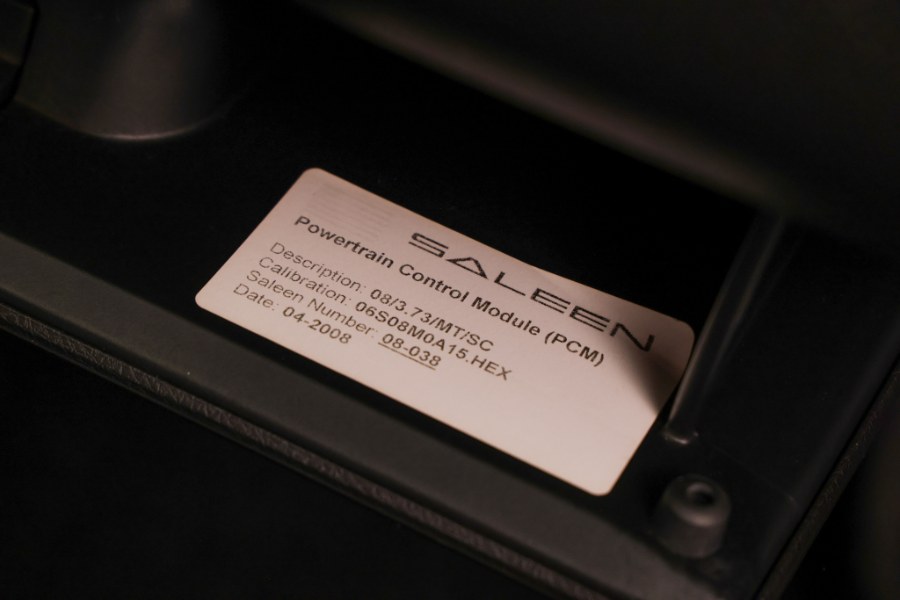 SALEEN
Powertrain Control Module (PCM)
Description: 08/3.73/MT/SC
Calibration: 06S08M0A15.HEX
Saleen Number: 08-038
Date: 04-2008